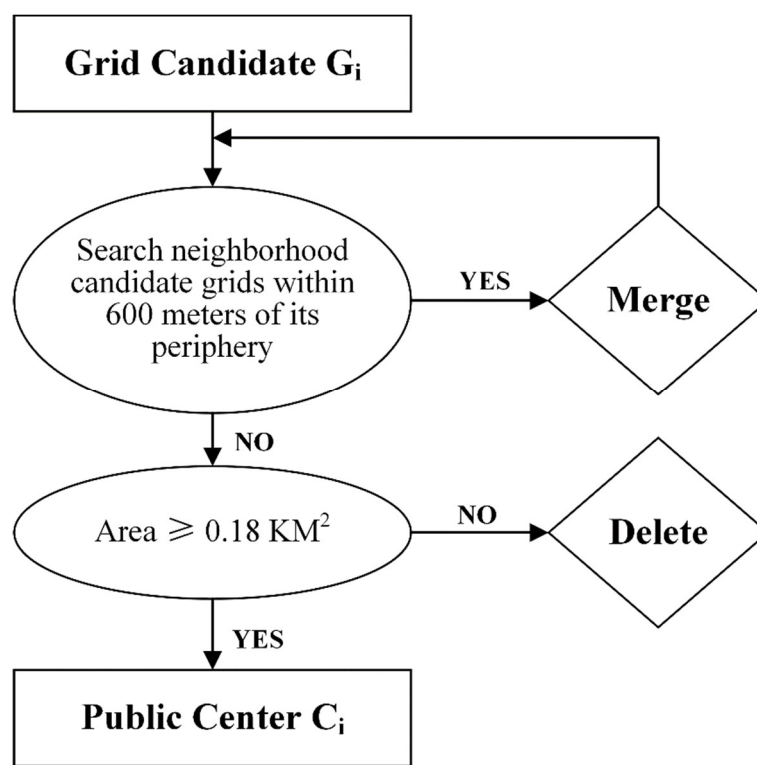 Grid Candidate Gi
Search neighborhood
candidate grids within
600 meters of its
periphery
YES
Merge
NO
Area ⩾ 0.18 KM²
NO
Delete
YES
Public Center Ci